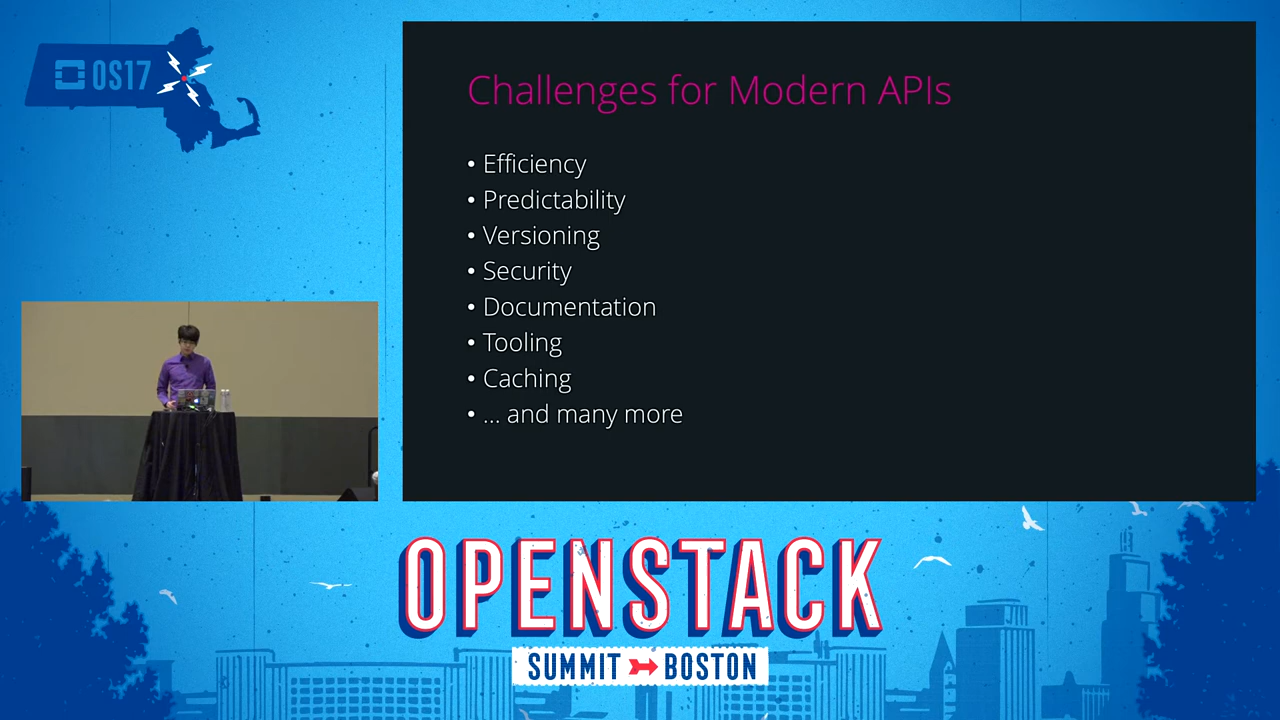 OS17
Challenges for Modern APIs
• Efficiency
• Predictability
• Versioning
• Security
• Documentation
• Tooling
• Caching
• ... and many more
OPENSTACK
SUMMIT BOSTON